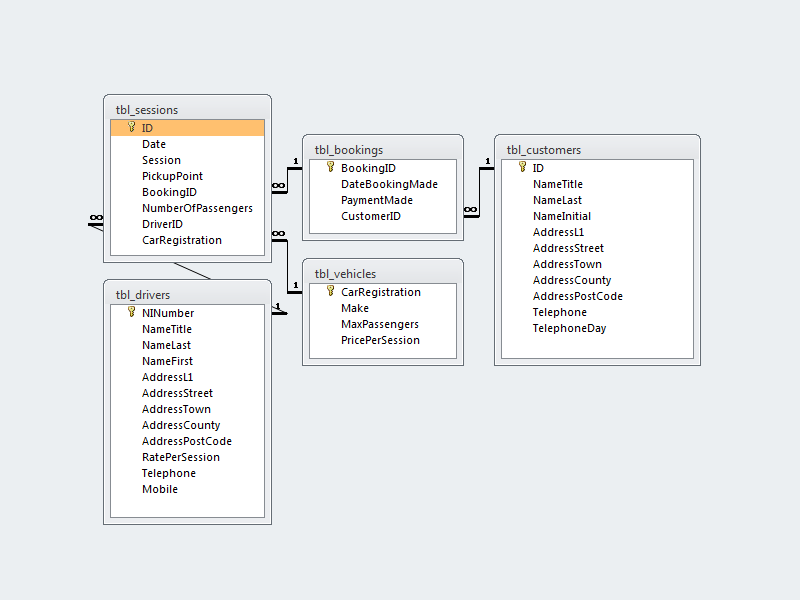 tbl_sessions
ID
Date
Session
PickupPoint
BookingID
NumberOfPassengers
DriverID
CarRegistration
∞
∞
∞
1
1
1
tbl_bookings
BookingID
DateBookingMade
PaymentMade
CustomerID
∞
1
tbl_customers
ID
NameTitle
NameLast
NameInitial
AddressL1
AddressStreet
AddressTown
AddressCounty
AddressPostCode
Telephone
TelephoneDay
tbl_drivers
NINumber
NameTitle
NameLast
NameFirst
AddressL1
AddressStreet
AddressTown
AddressCounty
AddressPostCode
RatePerSession
Telephone
Mobile
tbl_vehicles
CarRegistration
Make
MaxPassengers
PricePerSession